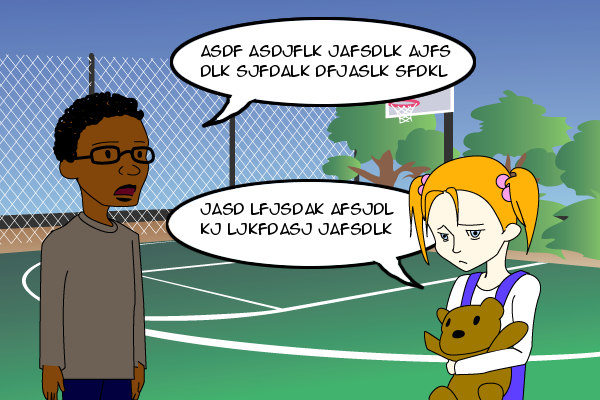 ASDF ASDJFLK JAFSDLK AJFS
DLK SJFDALK DFJASLK SFDKL
JASD LFJSDAK AFSJDL
KJ LJKFDASJ JAFSDLK